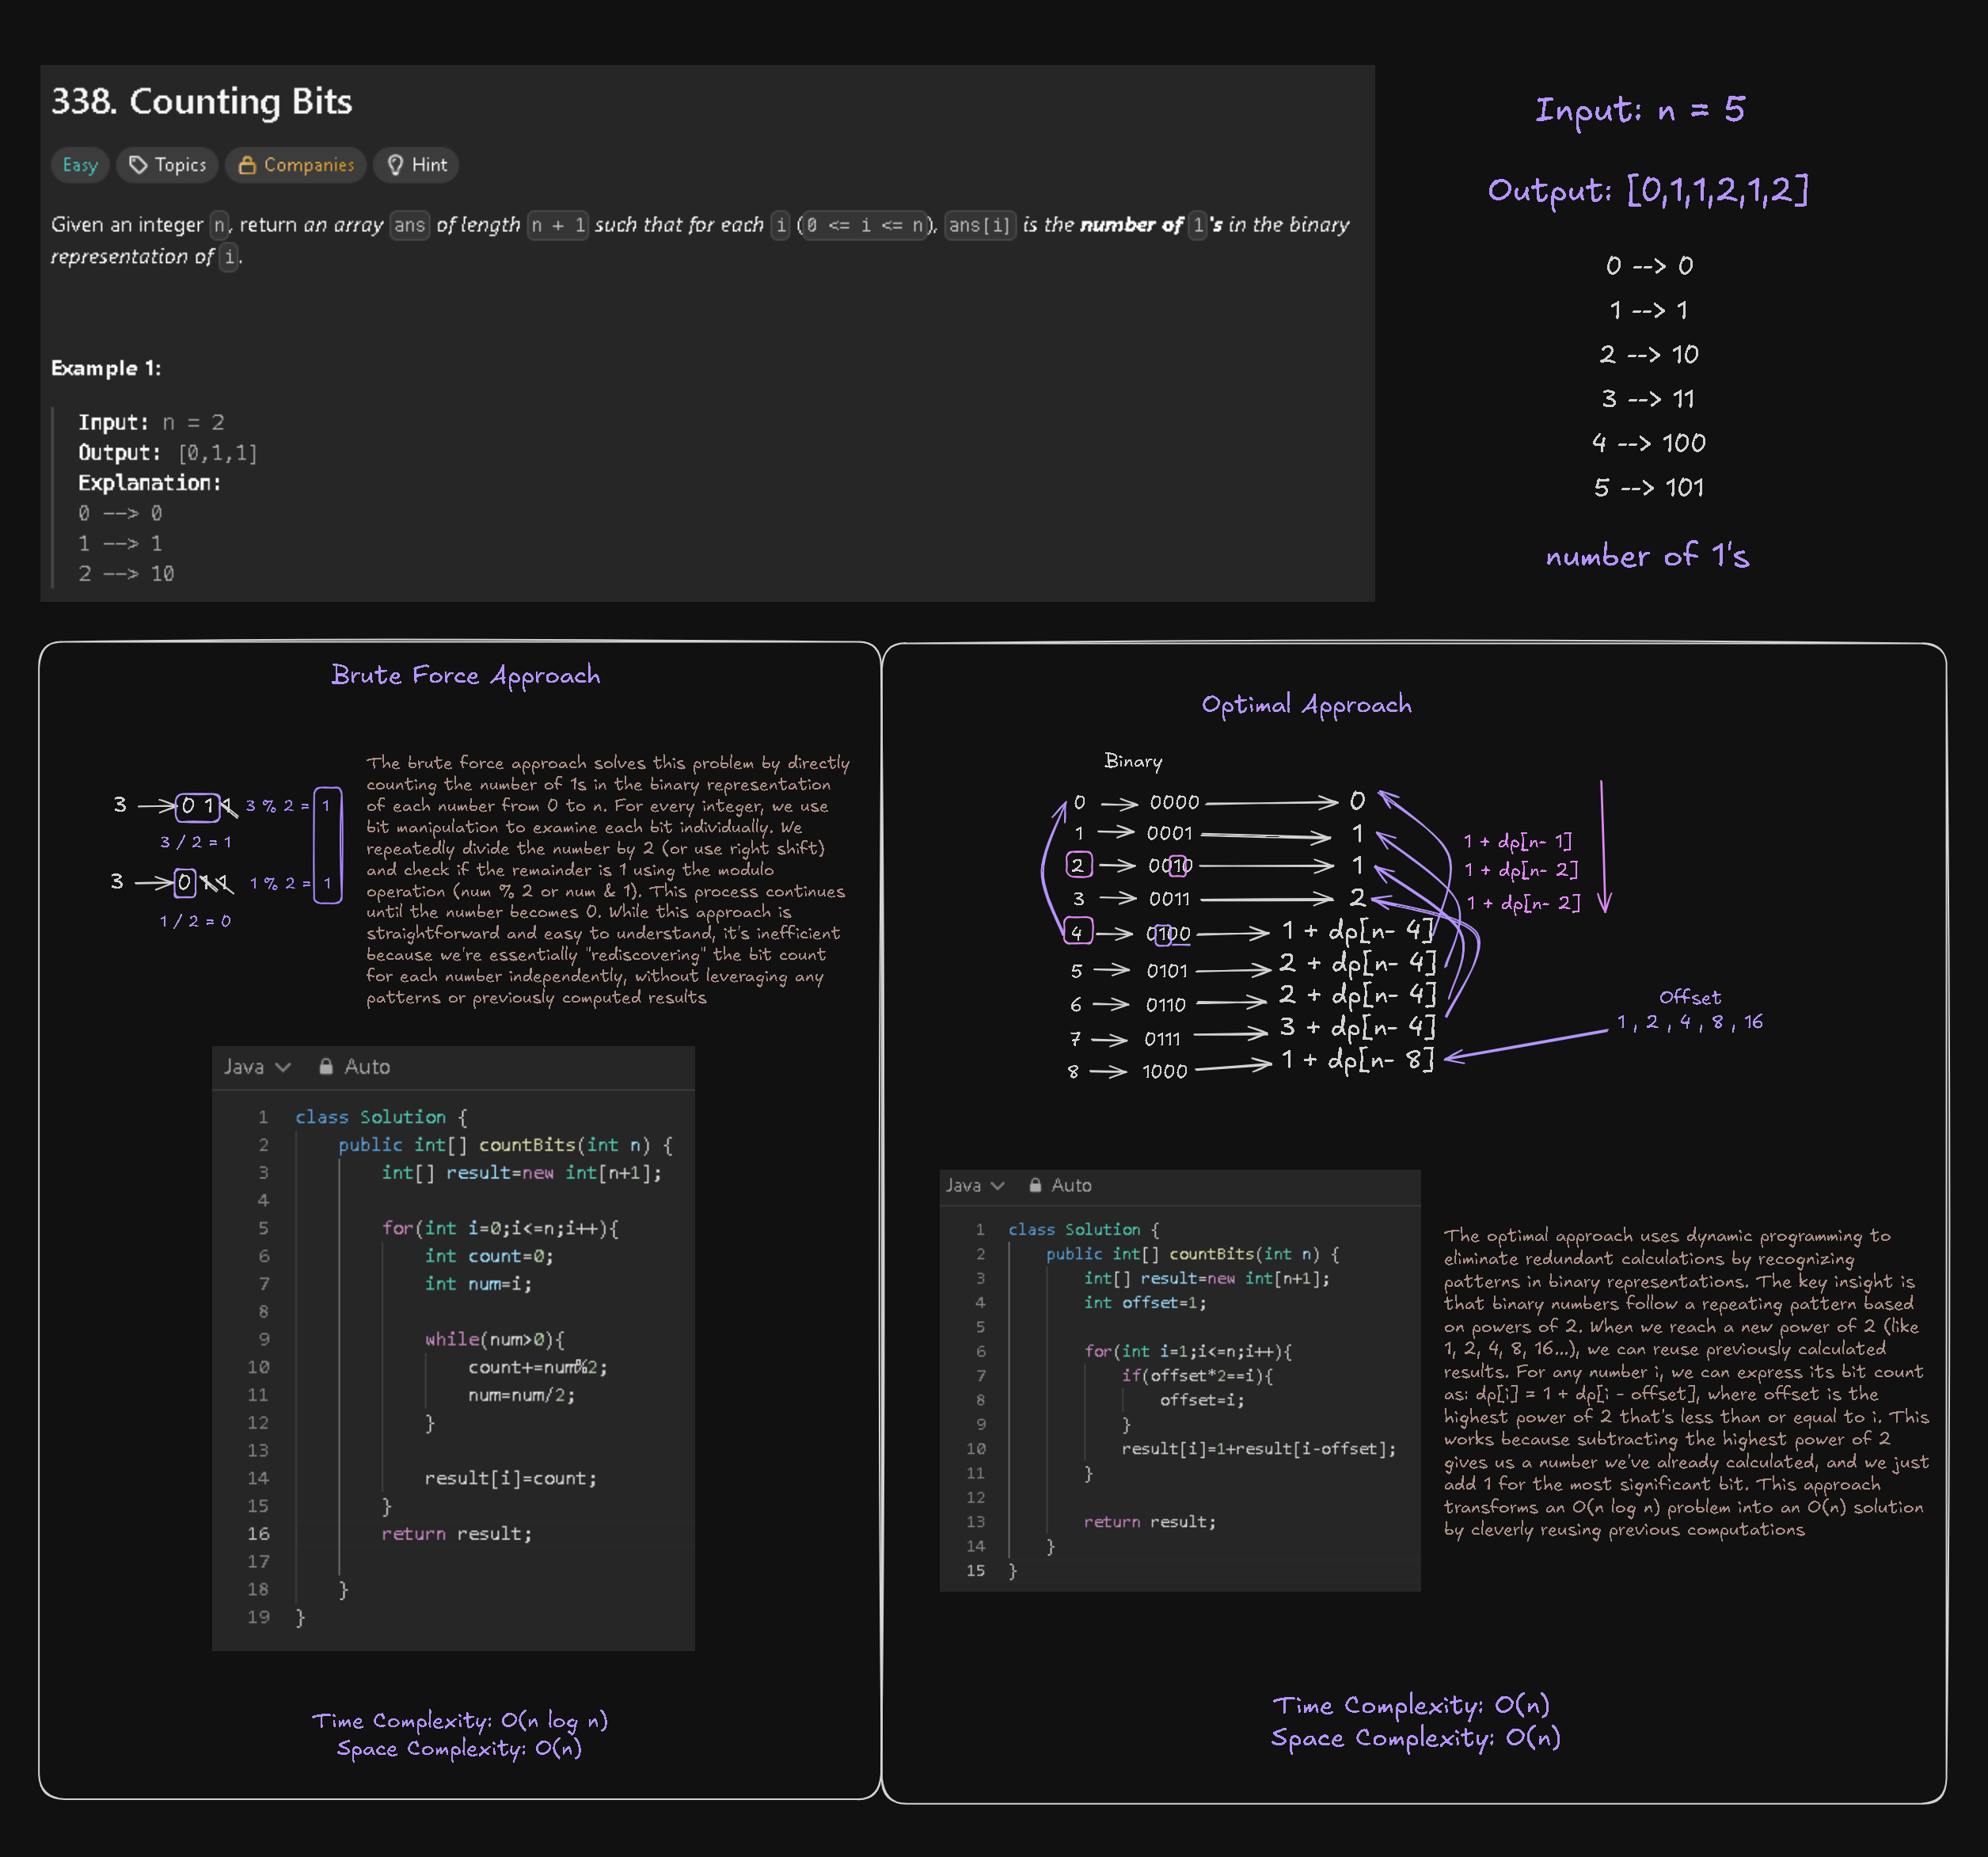 338. Counting Bits
Easy Topics Companies Hint
Given an integer n, return an array ans of length n + 1 such that for each i (0 <= i <= n), ans[i] is the number of 1's in the binary
representation of i.
Example 1:
Input: n = 2
Output: [0,1,1]
Explanation:
0 --> 0
1 --> 1
2 --> 10
Input: n = 5
Output: [0,1,1,2,1,2]
0 --> 0
1 --> 1
2 --> 10
3 --> 11
4 --> 100
5 --> 101
number of 1's
Brute Force Approach
3 011 3 % 2 = 1
3 / 2 = 1
3 011 1 % 2 = 1
1 / 2 = 0
The brute force approach solves this problem by directly
counting the number of 1s in the binary representation
of each number from 0 to n. For every integer, we use
bit manipulation to examine each bit individually. We
repeatedly divide the number by 2 (or use right shift)
and check if the remainder is 1 using the modulo
operation (num % 2 or num & 1). This process continues
until the number becomes 0. While this approach is
straightforward and easy to understand, it's inefficient
because we're essentially "rediscovering" the bit count
for each number independently, without leveraging any
patterns or previously computed results
Java Auto
1 class Solution {
2 public int[] countBits(int n) {
3 int[] result=new int[n+1];
4
5 for(int i=0;i<=n;i++){
6 int count=0;
7 int num=i;
8
9 while(num>0){
10 count+=num%2;
11 num=num/2;
12 }
13
14 result[i]=count;
15 }
16 return result;
17
18 }
19 }
Time Complexity: O(n log n)
Space Complexity: O(n)
Optimal Approach
Binary
0 0000 0
1 0001 1
2 0010 1
3 0011 2
4 0100 1 + dp[n- 4]
5 0101 2 + dp[n- 4]
6 0110 2 + dp[n- 4]
7 0111 3 + dp[n- 4]
8 1000 1 + dp[n- 8]
1 + dp[n- 1]
1 + dp[n- 2]
1 + dp[n- 2]
Offset
1 , 2 , 4 , 8 , 16
Java Auto
1 class Solution {
2 public int[] countBits(int n) {
3 int[] result=new int[n+1];
4 int offset=1;
5
6 for(int i=1;i<=n;i++){
7 if(offset*2==i){
8 offset=i;
9 }
10 result[i]=1+result[i-offset];
11 }
12
13 return result;
14 }
15 }
The optimal approach uses dynamic programming to
eliminate redundant calculations by recognizing
patterns in binary representations. The key insight is
that binary numbers follow a repeating pattern based
on powers of 2. When we reach a new power of 2 (like
1, 2, 4, 8, 16...), we can reuse previously calculated
results. For any number i, we can express its bit count
as: dp[i] = 1 + dp[i - offset], where offset is the
highest power of 2 that's less than or equal to i. This
works because subtracting the highest power of 2
gives us a number we've already calculated, and we just
add 1 for the most significant bit. This approach
transforms an O(n log n) problem into an O(n) solution
by cleverly reusing previous computations
Time Complexity: O(n)
Space Complexity: O(n)